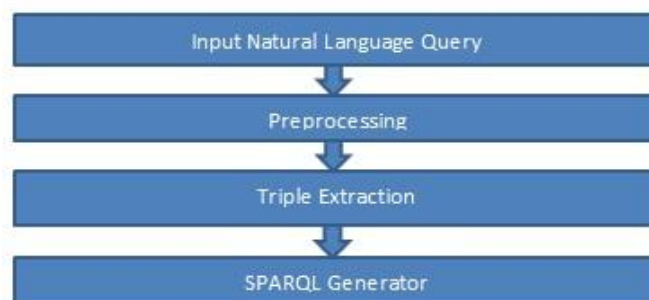 Input Natural Language Query
Preprocessing
Triple Extraction
SPARQL Generator